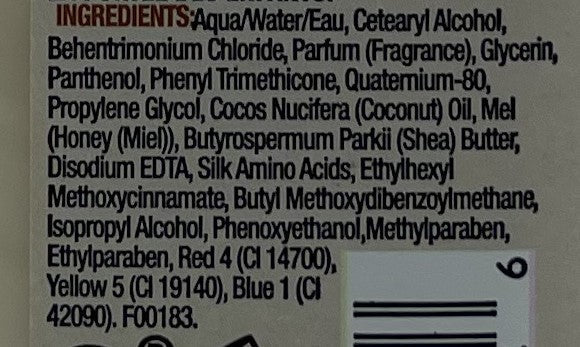 INGREDIENTS:Aqua/Water/Eau, Cetearyl Alcohol,
Behentrimonium Chloride, Parfum (Fragrance), Glycerin,
Panthenol, Phenyl Trimethicone, Quaternium-80,
Propylene Glycol, Cocos Nucifera (Coconut) Oil, Mel
(Honey (Miel)), Butyrospermum Parkii (Shea) Butter,
Disodium EDTA, Silk Amino Acids, Ethylhexyl
Methoxycinnamate, Butyl Methoxydibenzoylmethane,
Isopropyl Alcohol, Phenoxyethanol,Methylparaben,
Ethylparaben, Red 4 (CI 14700),
Yellow 5 (CI 19140), Blue 1 (CI
42090). F00183.
9